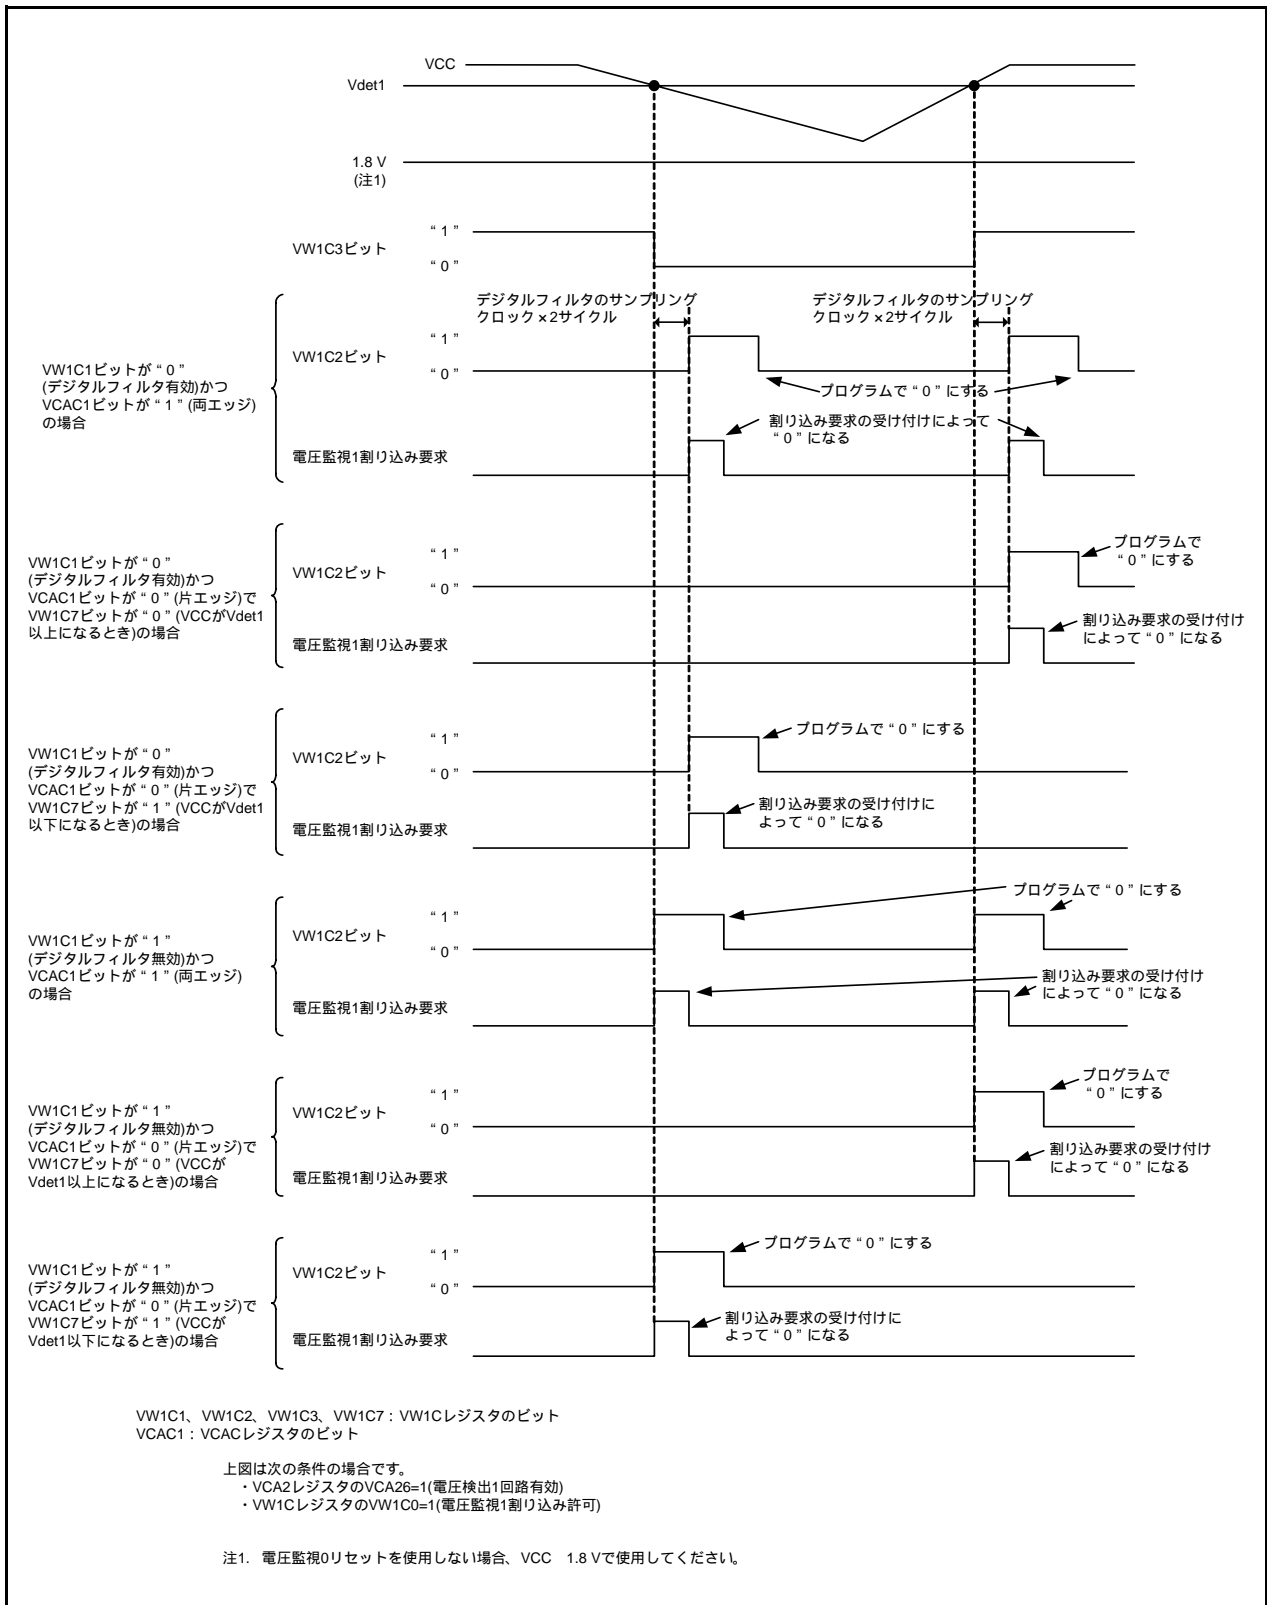 VCC
Vdet1
1.8 V
(注1)
VW1C3ビット
“ 1 ”
“ 0 ”
デジタルフィルタのサンプリング
クロック×2サイクル
デジタルフィルタのサンプリング
クロック×2サイクル
VW1C1ビットが “ 0 ”
(デジタルフィルタ有効)かつ
VCAC1ビットが “ 1 ” (両エッジ)
の場合
VW1C2ビット
“ 1 ”
“ 0 ”
プログラムで “ 0 ” にする
割り込み要求の受け付けによって
“ 0 ” になる
電圧監視1割り込み要求
VW1C1ビットが “ 0 ”
(デジタルフィルタ有効)かつ
VCAC1ビットが “ 0 ” (片エッジ)で
VW1C7ビットが “ 0 ” (VCCがVdet1
以上になるとき)の場合
VW1C2ビット
“ 1 ”
“ 0 ”
プログラムで
“ 0 ” にする
電圧監視1割り込み要求
割り込み要求の受け付け
によって “ 0 ” になる
VW1C1ビットが “ 0 ”
(デジタルフィルタ有効)かつ
VCAC1ビットが “ 0 ” (片エッジ)で
VW1C7ビットが “ 1 ” (VCCがVdet1
以下になるとき)の場合
VW1C2ビット
“ 1 ”
“ 0 ”
プログラムで “ 0 ” にする
電圧監視1割り込み要求
割り込み要求の受け付けに
よって “ 0 ” になる
VW1C1ビットが “ 1 ”
(デジタルフィルタ無効)かつ
VCAC1ビットが “ 1 ” (両エッジ)
の場合
VW1C2ビット
“ 1 ”
“ 0 ”
プログラムで “ 0 ” にする
電圧監視1割り込み要求
割り込み要求の受け付け
によって “ 0 ” になる
VW1C1ビットが “ 1 ”
(デジタルフィルタ無効)かつ
VCAC1ビットが “ 0 ” (片エッジ)で
VW1C7ビットが “ 0 ” (VCCが
Vdet1以上になるとき)の場合
VW1C2ビット
“ 1 ”
“ 0 ”
プログラムで
“ 0 ” にする
電圧監視1割り込み要求
割り込み要求の受け付け
によって “ 0 ” になる
VW1C1ビットが “ 1 ”
(デジタルフィルタ無効)かつ
VCAC1ビットが “ 0 ” (片エッジ)で
VW1C7ビットが “ 1 ” (VCCが
Vdet1以下になるとき)の場合
VW1C2ビット
“ 1 ”
“ 0 ”
プログラムで “ 0 ” にする
電圧監視1割り込み要求
割り込み要求の受け付けに
よって “ 0 ” になる
VW1C1、VW1C2、VW1C3、VW1C7：VW1Cレジスタのビット
VCAC1：VCACレジスタのビット
上図は次の条件の場合です。
・VCA2レジスタのVCA26=1(電圧検出1回路有効)
・VW1CレジスタのVW1C0=1(電圧監視1割り込み許可)
注1. 電圧監視0リセットを使用しない場合、VCC 1.8 Vで使用してください。